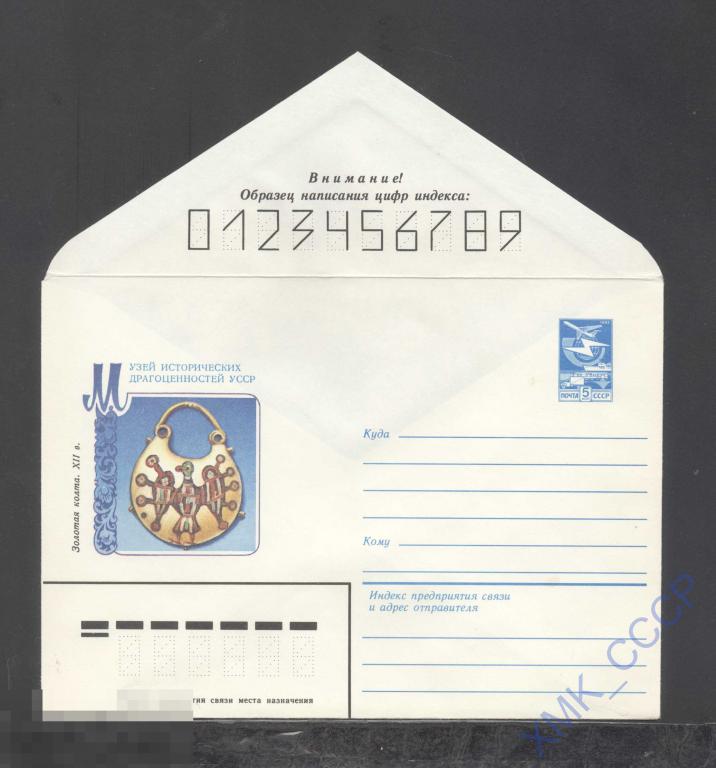 Внимание!
Образец написания цифр индекса:
0123456789
МУЗЕЙ ИСТОРИЧЕСКИХ
ДРАГОЦЕННОСТЕЙ УССР
Золотая колта. XII в.
ПОЧТА 5 СССР
Куда
Кому
Индекс предприятия связи
и адрес отправителя
связи места назначения
ХМК_СССР